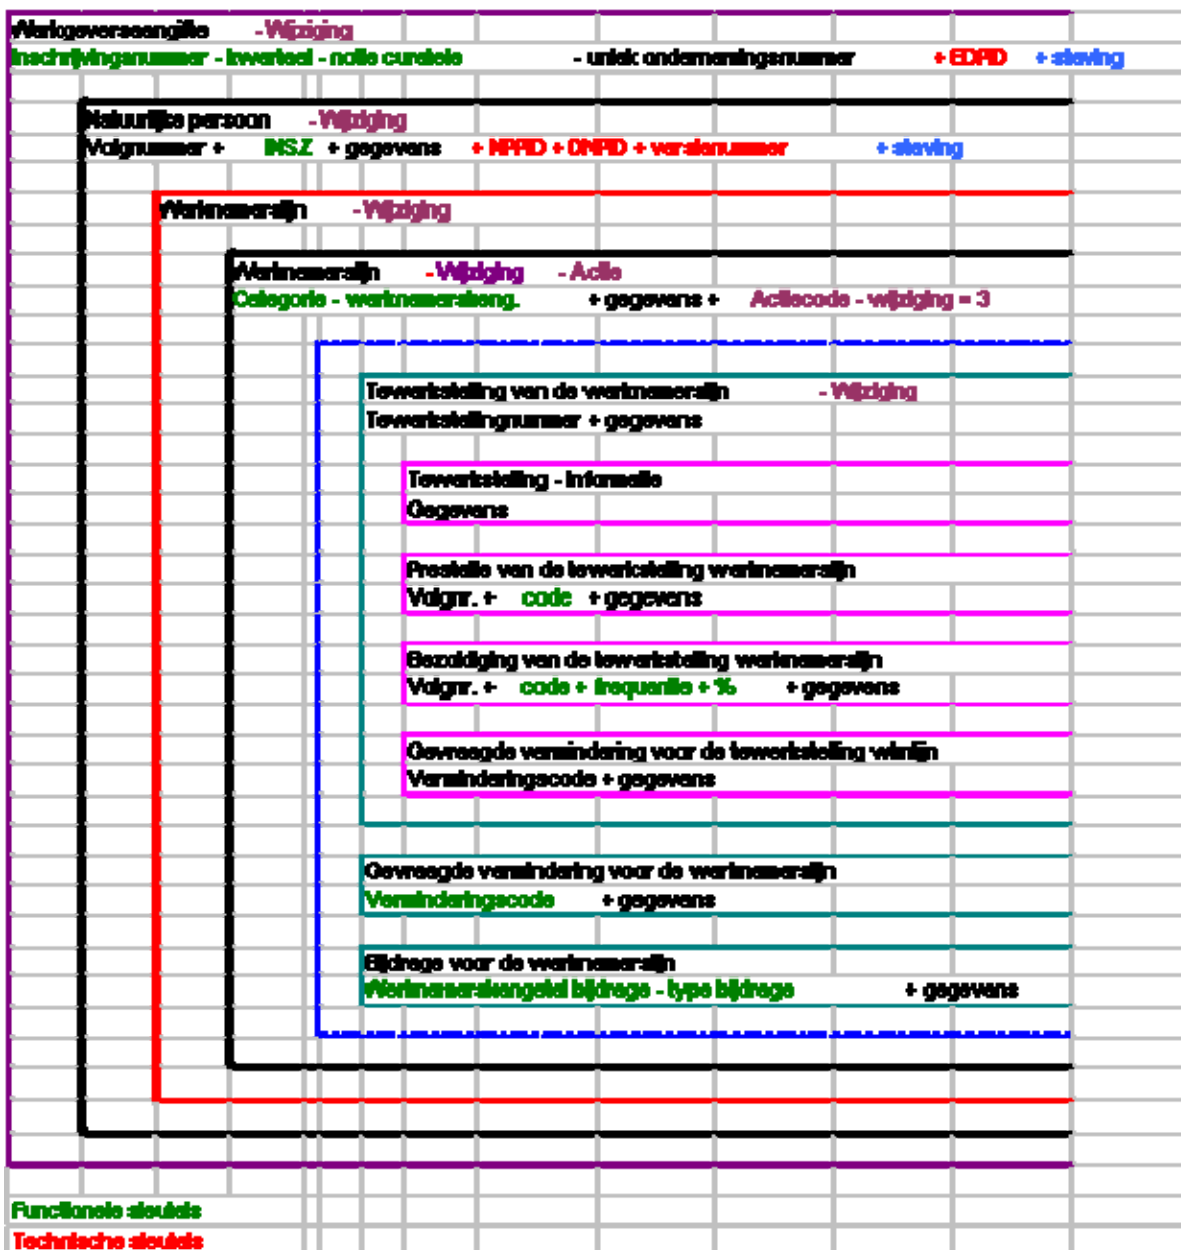 Werkgeversaangifte - Wijziging
Inschrijvingsnummer - kwartaal - notie curatele - uniek ondernemingsnummer + EDPID + staving
Natuurlijke persoon - Wijziging
Volgnummer + INSZ + gegevens + NPPID + ONPID + versienummer + staving
Werknemerslijn - Wijziging
Werknemerslijn - Wijziging - Actie
Categorie - werknemerskeng. + gegevens + Actiecode - wijziging = 3
Tewerkstelling van de werknemerslijn - Wijziging
Tewerkstellingnummer + gegevens
Tewerkstelling - Informatie
Gegevens
Prestatie van de tewerkstelling werknemerslijn
Volgnr. + code + gegevens
Bezoldiging van de tewerkstelling werknemerslijn
Volgnr. + code + frequentie + % + gegevens
Gevraagde vermindering voor de tewerkstelling wknlijn
Verminderingscode + gegevens
Gevraagde vermindering voor de werknemerslijn
Verminderingscode + gegevens
Bijdrage voor de werknemerslijn
Werknemerskengetal bijdrage - type bijdrage + gegevens
Functionele sleutels
Technische sleutels